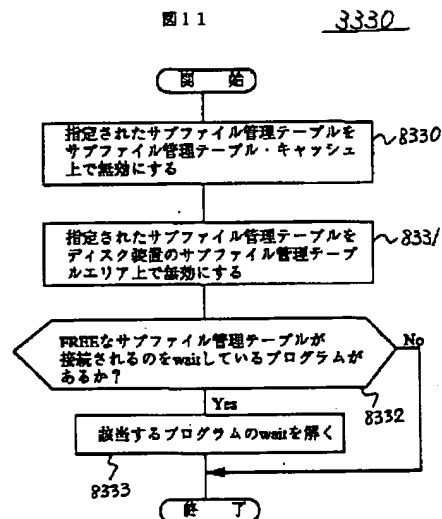 図11
3330
開 始
指定されたサブファイル管理テーブルを
サブファイル管理テーブル・キャッシュ
上で無効にする
8330
指定されたサブファイル管理テーブルを
ディスク装置のサブファイル管理テーブ
ルエリア上で無効にする
8331
FREEなサブファイル管理テーブルが
接続されるのをwaitしているプログラムが
あるか?
No
Yes
8332
該当するプログラムのwaitを解く
8333
終 了